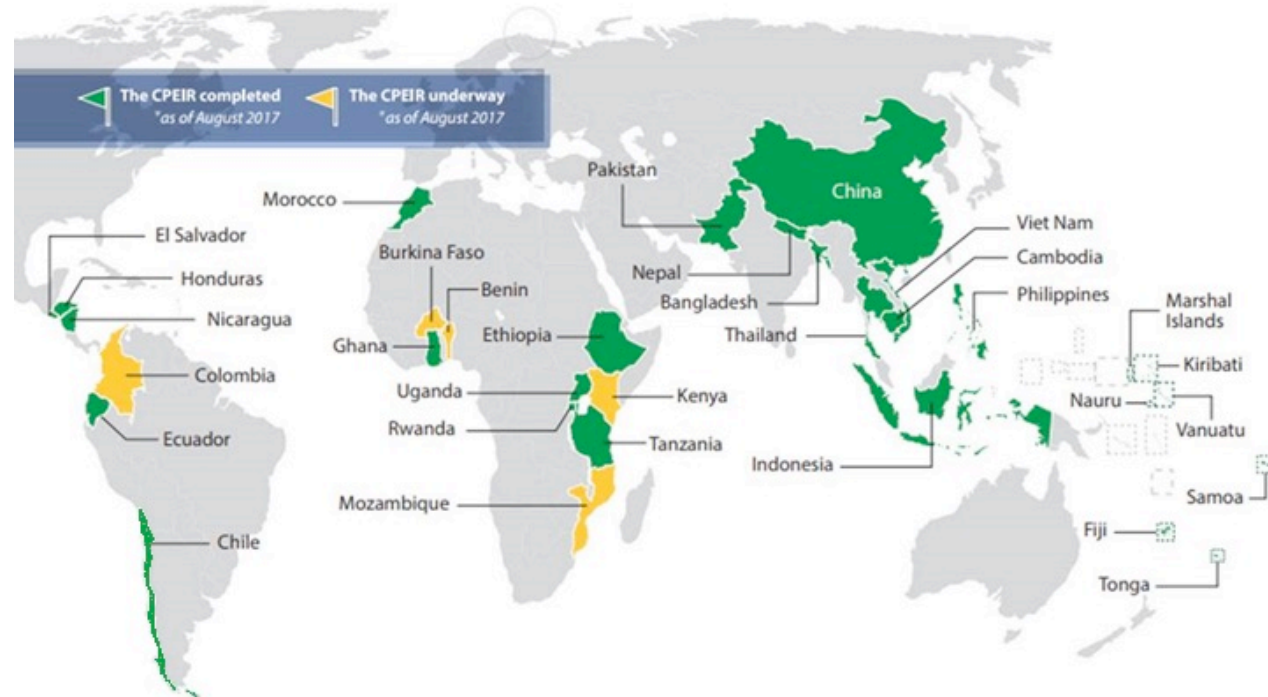 The CPEIR completed
*as of August 2017
The CPEIR underway
*as of August 2017
Pakistan
China
Morocco
El Salvador
Viet Nam
Burkina Faso
Cambodia
Honduras
Nepal
Benin
Bangladesh
Philippines
Marshal
Islands
Nicaragua
Ethiopia
Thailand
Ghana
Kiribati
Colombia
Uganda
Kenya
Nauru
Rwanda
Vanuatu
Ecuador
Tanzania
Indonesia
Samoa
Mozambique
Fiji
Chile
Tonga